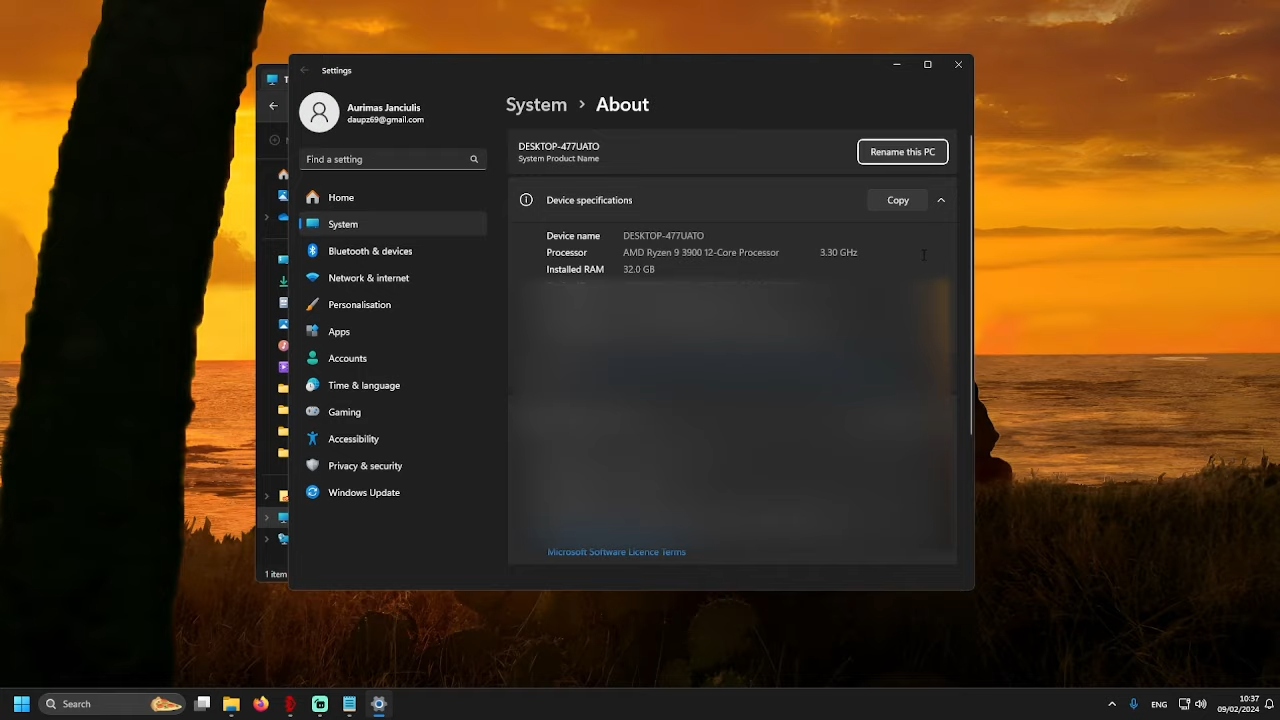 Settings
Aurimas Janciulis
daupz69@gmail.com
Find a setting
Home
System
Bluetooth & devices
Network & internet
Personalisation
Apps
Accounts
Time & language
Gaming
Accessibility
Privacy & security
Windows Update
System › About
DESKTOP-477UATO
System Product Name
Rename this PC
Device specifications
Copy
Device name DESKTOP-477UATO
Processor AMD Ryzen 9 3900 12-Core Processor 3.30 GHz
Installed RAM 32.0 GB
Microsoft Software Licence Terms
1 item
Search
ENG
10:37
09/02/2024